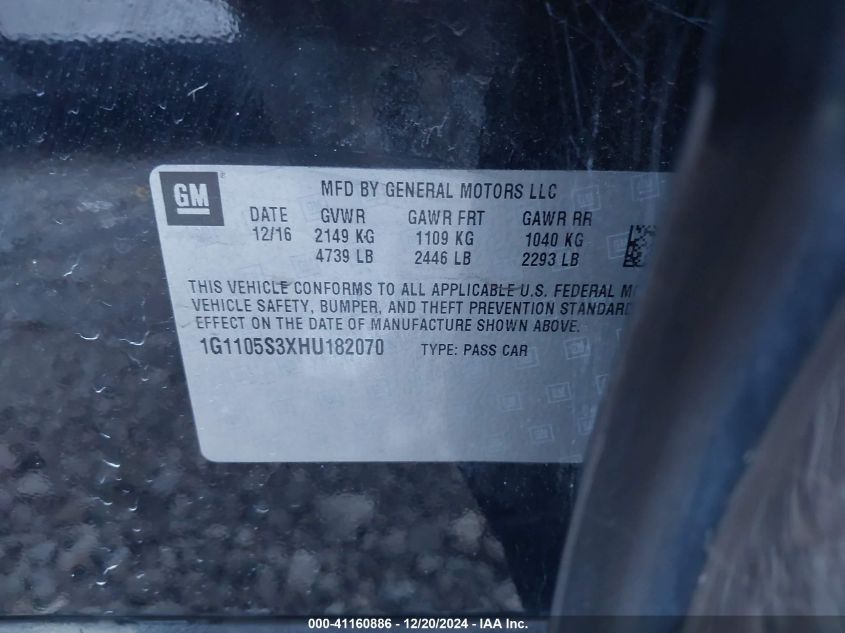 GM ®
MFD BY GENERAL MOTORS LLC
DATE GVWR GAWR FRT GAWR RR
12/16 2149 KG 1109 KG 1040 KG
4739 LB 2446 LB 2293 LB
THIS VEHICLE CONFORMS TO ALL APPLICABLE U.S. FEDERAL
VEHICLE SAFETY, BUMPER, AND THEFT PREVENTION STANDARD
EFFECT ON THE DATE OF MANUFACTURE SHOWN ABOVE.
1G1105S3XHU182070 TYPE: PASS CAR
000-41160886 - 12/20/2024 - IAA Inc.